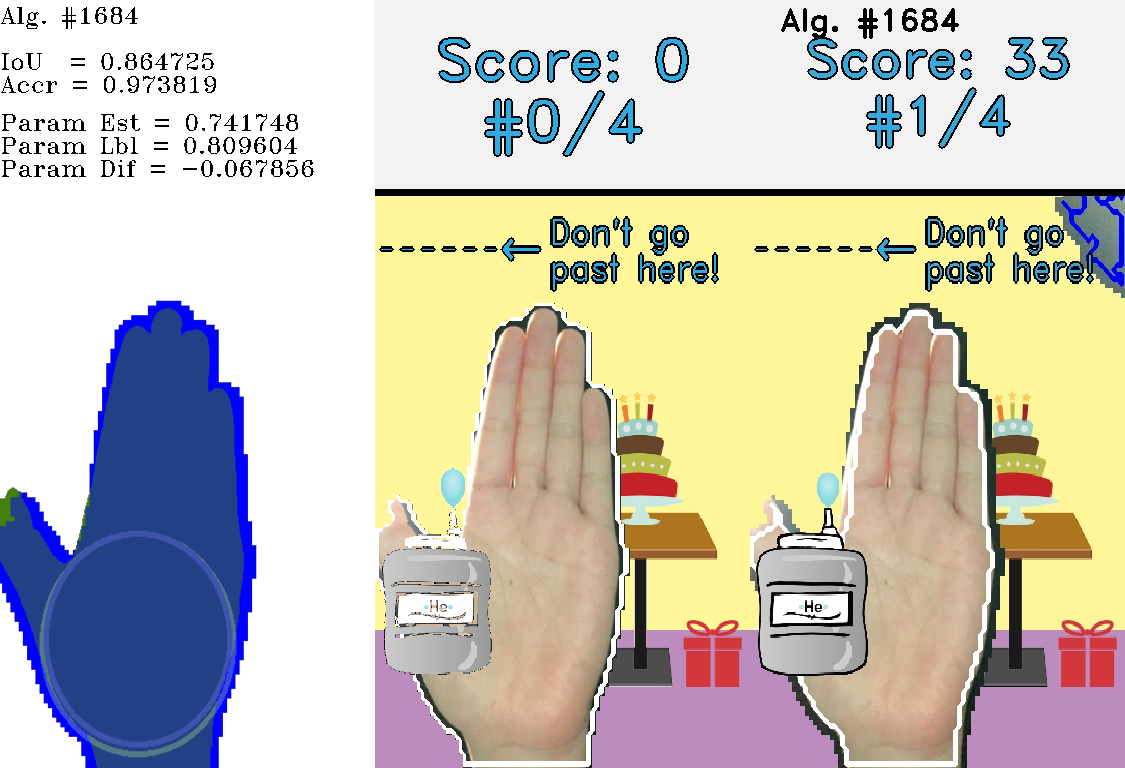 Alg. #1684
IoU = 0.864725
Accr = 0.973819
Param Est = 0.741748
Param Lbl = 0.809604
Param Dif = −0.067856
Score: 0
#0/4
Don't go
past here!
He
Alg. #1684
Score: 33
#1/4
Don't go
past here!
He